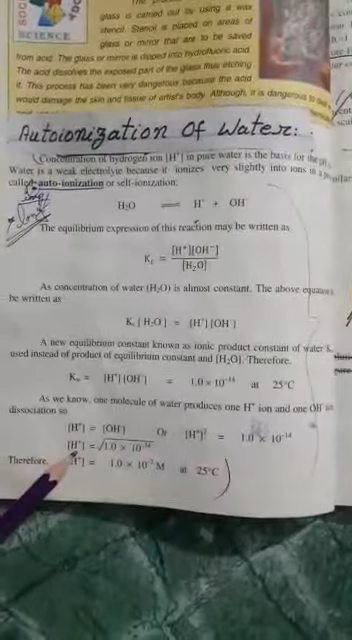 SCIENCE
glass is carried out by using a wax
stencil. Stencil is placed on areas of
glass or mirror that are to be saved
from acid. The glass or mirror is dipped into hydrofluoric acid.
The acid dissolves the exposed part of the glass thus etching
it. This process has been very dangerous because the acid
would damage the skin and tissue of artist's body. Although, it is dangerous to
Autoionization Of Water:
Concentration of hydrogen ion [H⁺] in pure water is the basis for the
Water is a weak electrolyte because it ionizes very slightly into ions in a
called auto-ionization or self-ionization;
H₂O ⇌ H⁺ + OH⁻
The equilibrium expression of this reaction may be written as
Kc = [H⁺][OH⁻] / [H₂O]
As concentration of water (H₂O) is almost constant. The above
be written as
Kc [H₂O] = [H⁺][OH⁻]
A new equilibrium constant known as ionic product constant of water
used instead of product of equilibrium constant and [H₂O]. Therefore,
Kw = [H⁺][OH⁻] = 1.0 × 10⁻¹⁴ at 25°C
As we know, one molecule of water produces one H⁺ ion and one OH⁻
dissociation so
[H⁺] = [OH⁻] Or [H⁺]² = 1.0 × 10⁻¹⁴
[H⁺] = √1.0 × 10⁻¹⁴
Therefore, [H⁺] = 1.0 × 10⁻⁷ M at 25°C